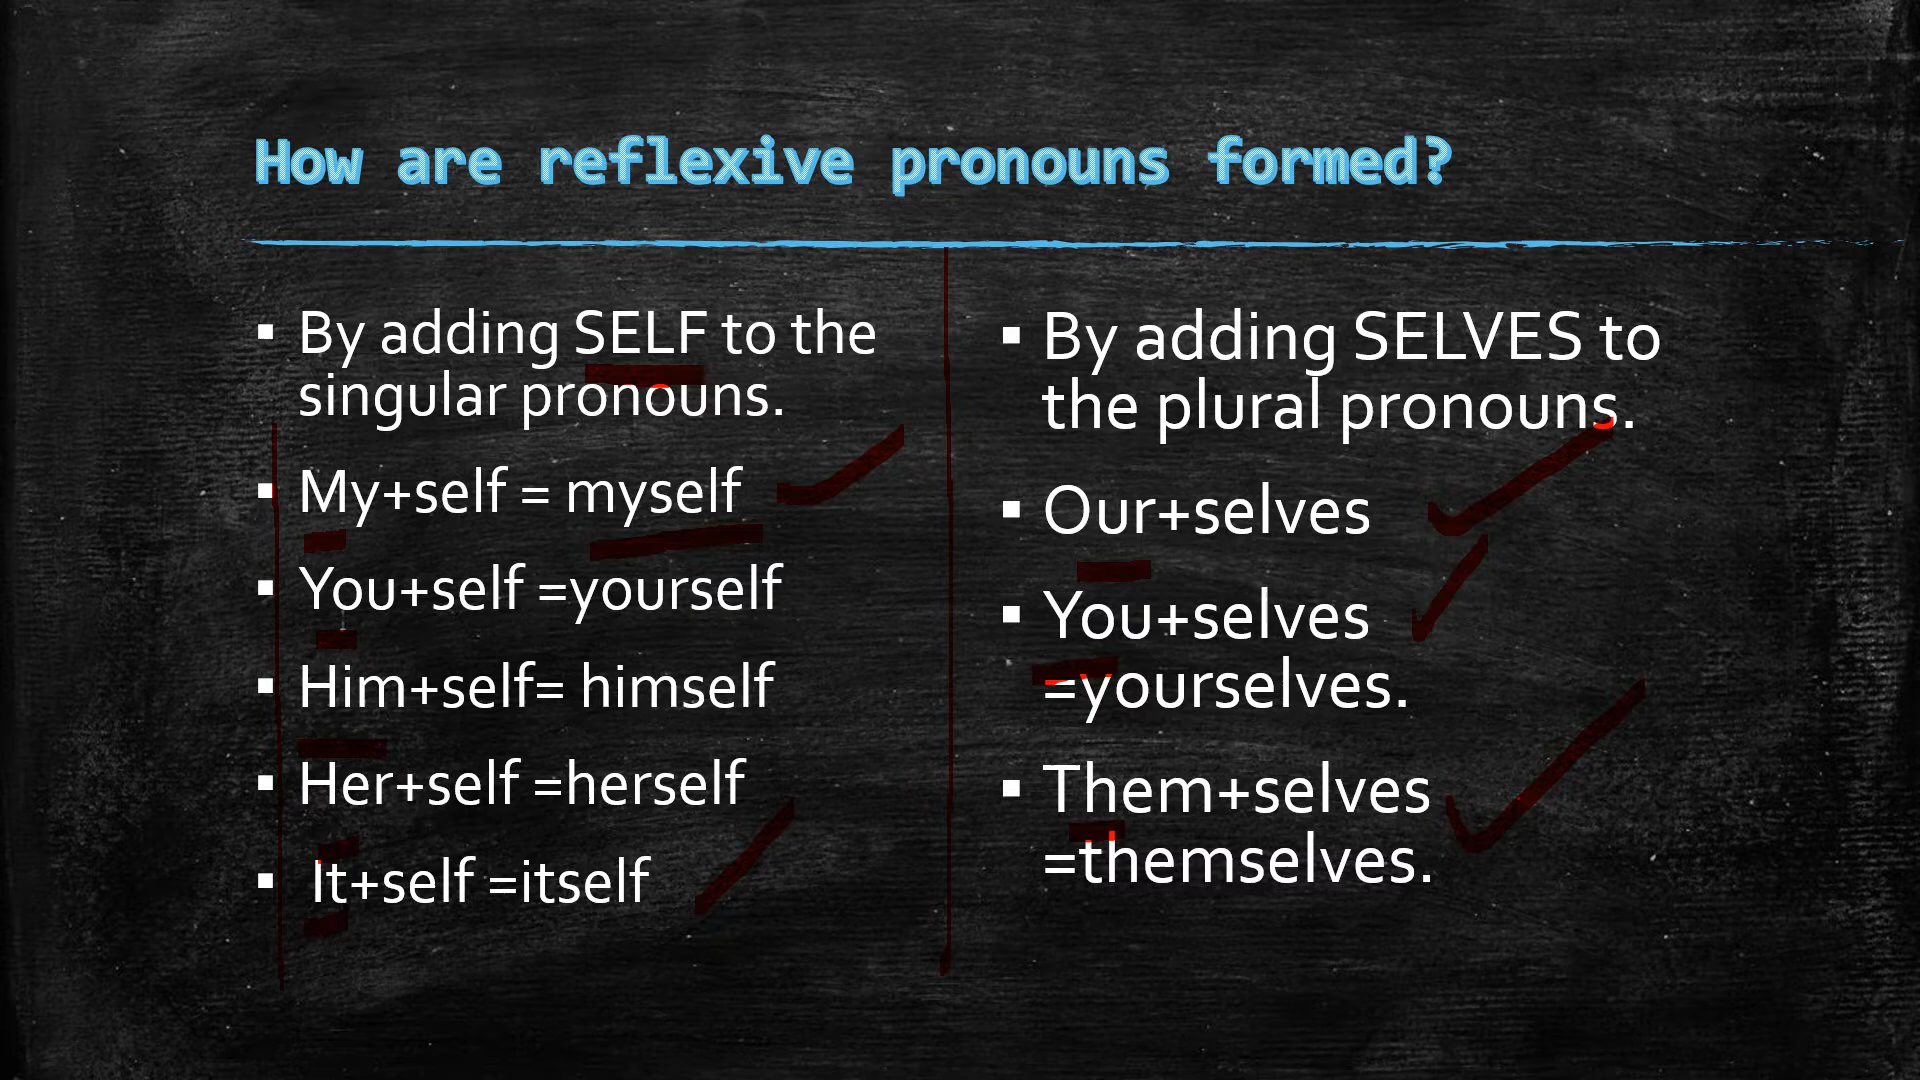 How are reflexive pronouns formed?
▪ By adding SELF to the
singular pronouns.
▪ My+self = myself
▪ You+self =yourself
▪ Him+self= himself
▪ Her+self =herself
▪ It+self =itself
▪ By adding SELVES to
the plural pronouns.
▪ Our+selves
▪ You+selves
=yourselves.
▪ Them+selves
=themselves.